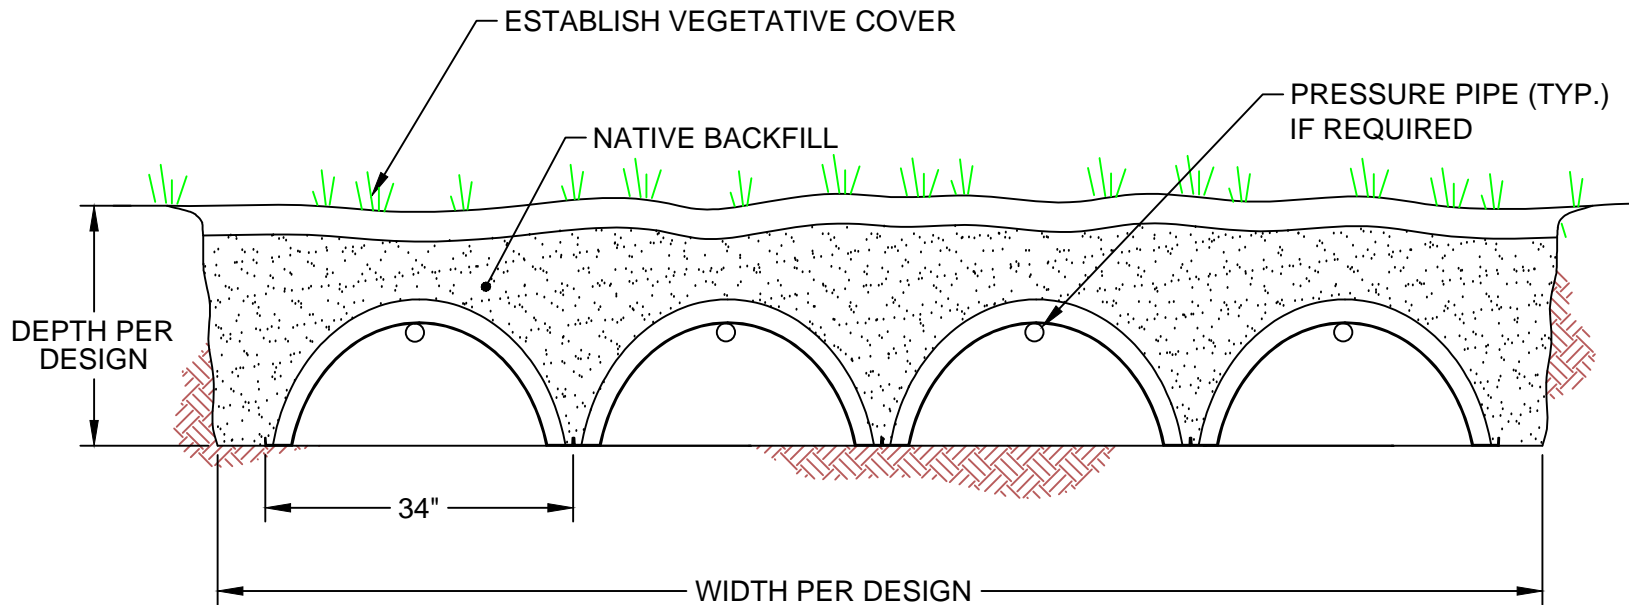 ESTABLISH VEGETATIVE COVER
PRESSURE PIPE (TYP.)
IF REQUIRED
NATIVE BACKFILL
DEPTH PER
DESIGN
34"
WIDTH PER DESIGN